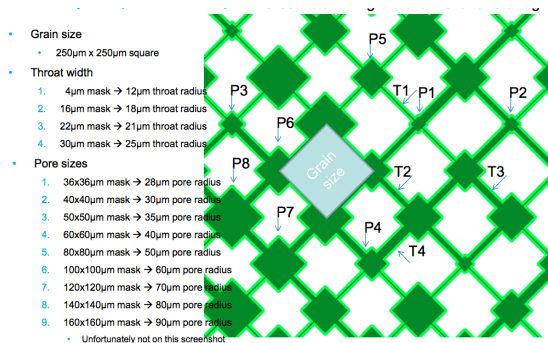 Grain size
250µm x 250µm square
Throat width
1. 4µm mask → 12µm throat radius
2. 16µm mask → 18µm throat radius
3. 22µm mask → 21µm throat radius
4. 30µm mask → 25µm throat radius
Pore sizes
1. 36x36µm mask → 28µm pore radius
2. 40x40µm mask → 30µm pore radius
3. 50x50µm mask → 35µm pore radius
4. 60x60µm mask → 40µm pore radius
5. 80x80µm mask → 50µm pore radius
6. 100x100µm mask → 60µm pore radius
7. 120x120µm mask → 70µm pore radius
8. 140x140µm mask → 80µm pore radius
9. 160x160µm mask → 90µm pore radius
Unfortunately not on this screenshot
P5
P3
T1
P1
P2
P6
P8
Grain
size
T2
T3
P7
P4
T4